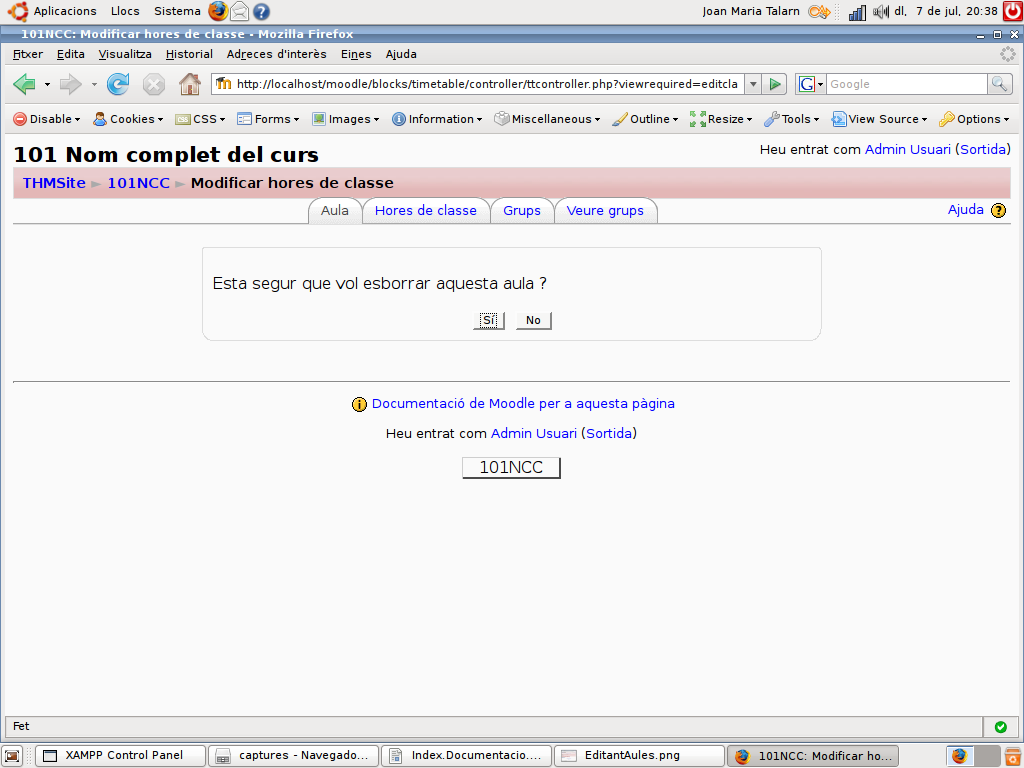 Aplicacions Llocs Sistema Joan Maria Talarn dl, 7 de jul, 20:38
101NCC: Modificar hores de classe - Mozilla Firefox
Fitxer Edita Visualitza Historial Adreces d'interès Eines Ajuda
http://localhost/moodle/blocks/timetable/controller/ttcontroller.php?viewrequired=editcla G Google
Disable Cookies CSS Forms Images Information Miscellaneous Outline Resize Tools View Source Options
101 Nom complet del curs
Heu entrat com Admin Usuari (Sortida)
THMSite ► 101NCC ► Modificar hores de classe
Aula Hores de classe Grups Veure grups Ajuda
Esta segur que vol esborrar aquesta aula ?
Sí No
Documentació de Moodle per a aquesta pàgina
Heu entrat com Admin Usuari (Sortida)
101NCC
Fet
XAMPP Control Panel captures - Navegado... Index.Documentacio.... EditantAules.png 101NCC: Modificar ho...